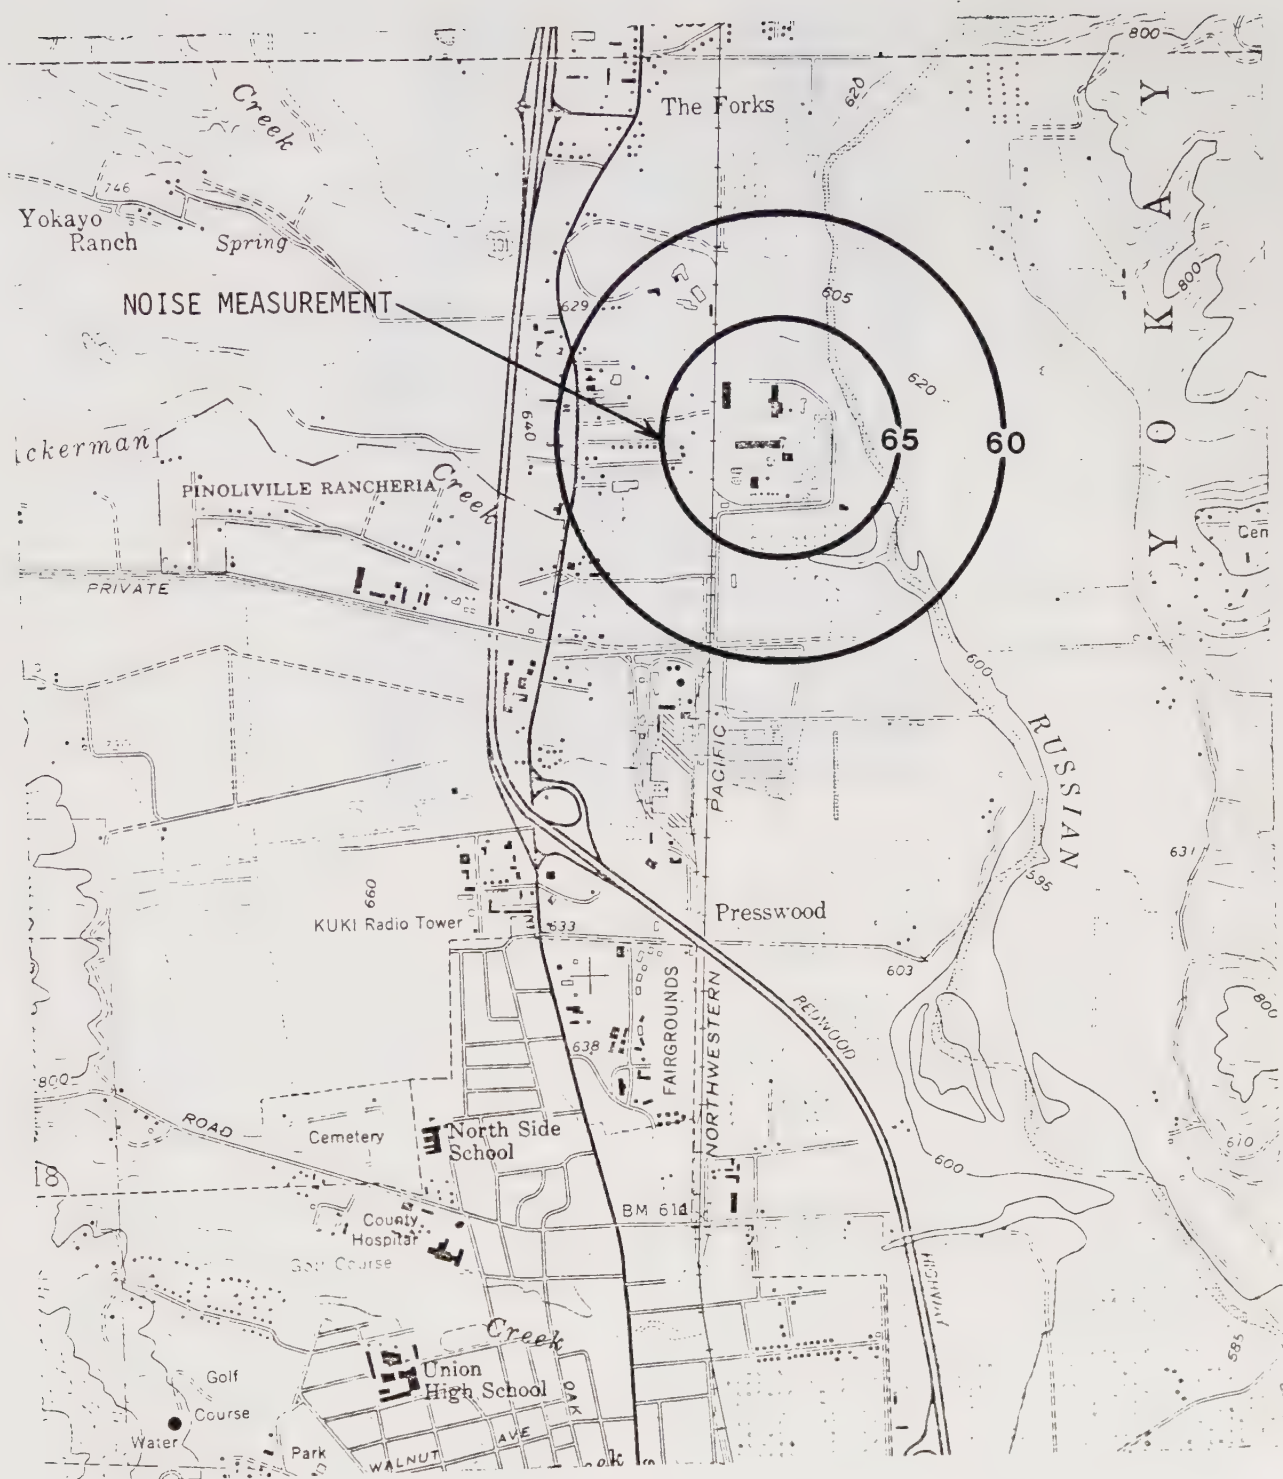 800
The Forks
620
Creek
Y
746
Yokayo
Ranch
Spring
A
800
NOISE MEASUREMENT
629
605
K
620
640
65
60
O
Creek
PINOLIVILLE RANCHERIA
Y
Cen
PRIVATE
600
RUSSIAN
PACIFIC
631
595
660
KUKI Radio Tower
Presswood
633
603
FAIRGROUNDS
NORTHWESTERN
REDWOOD
800
638
800
ROAD
Cemetery
North Side
School
610
18
600
BM 611
County
Hospital
Golf Course
HIGHWAY
Creek
585
Union
High School
Golf
Course
OAK
Water
Park
WALNUT
AVE